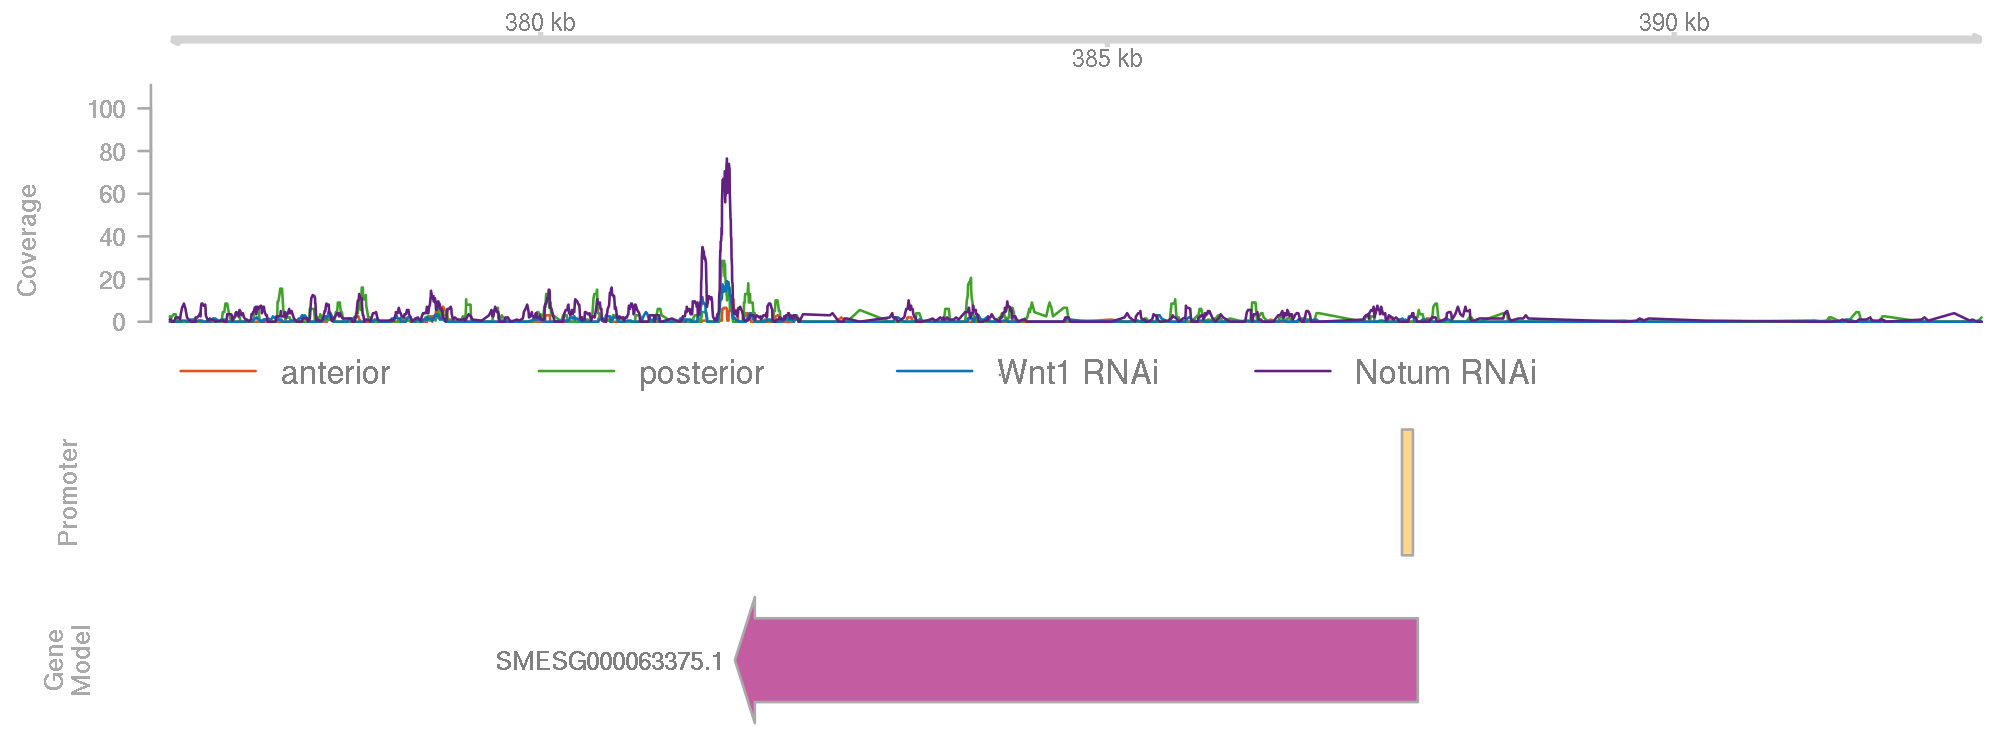 380 kb
390 kb
385 kb
Coverage
100
80
60
40
20
0
anterior
posterior
Wnt1 RNAi
Notum RNAi
Promoter
Gene
Model
SMESG000063375.1